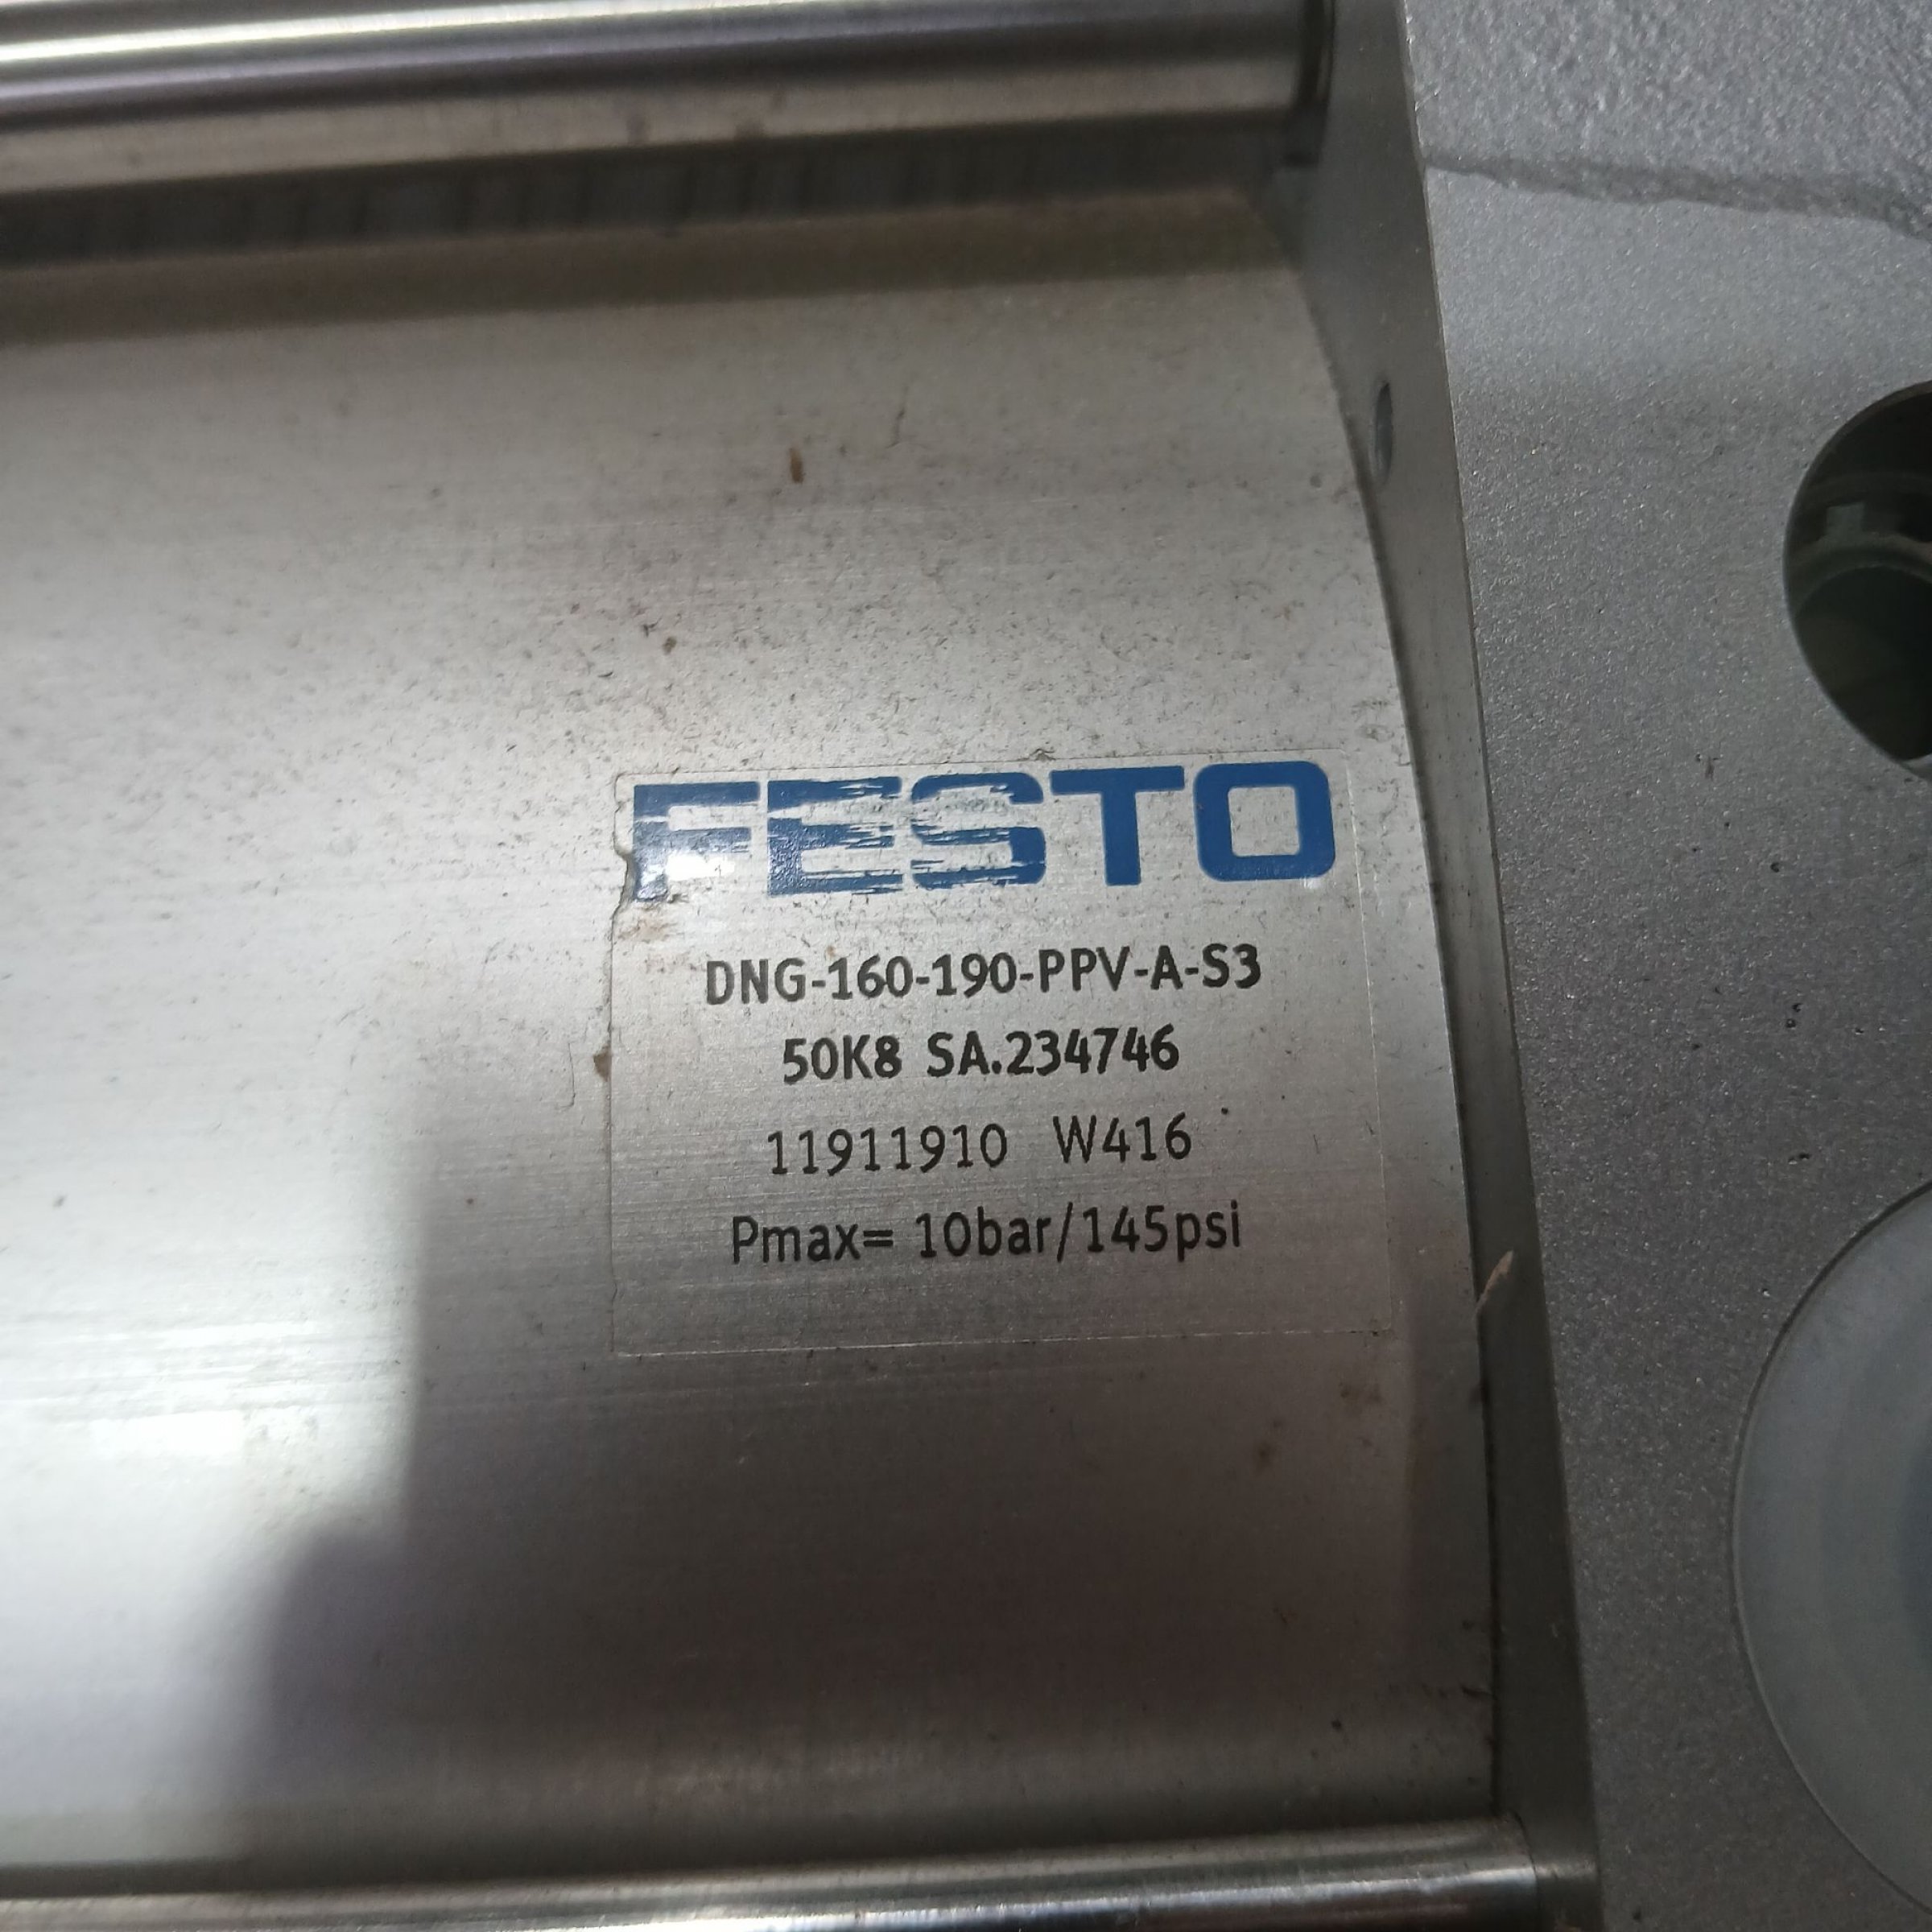 FESTO
DNG-160-190-PPV-A-S3
50K8 SA.234746
11911910 W416
Pmax= 10bar/145psi